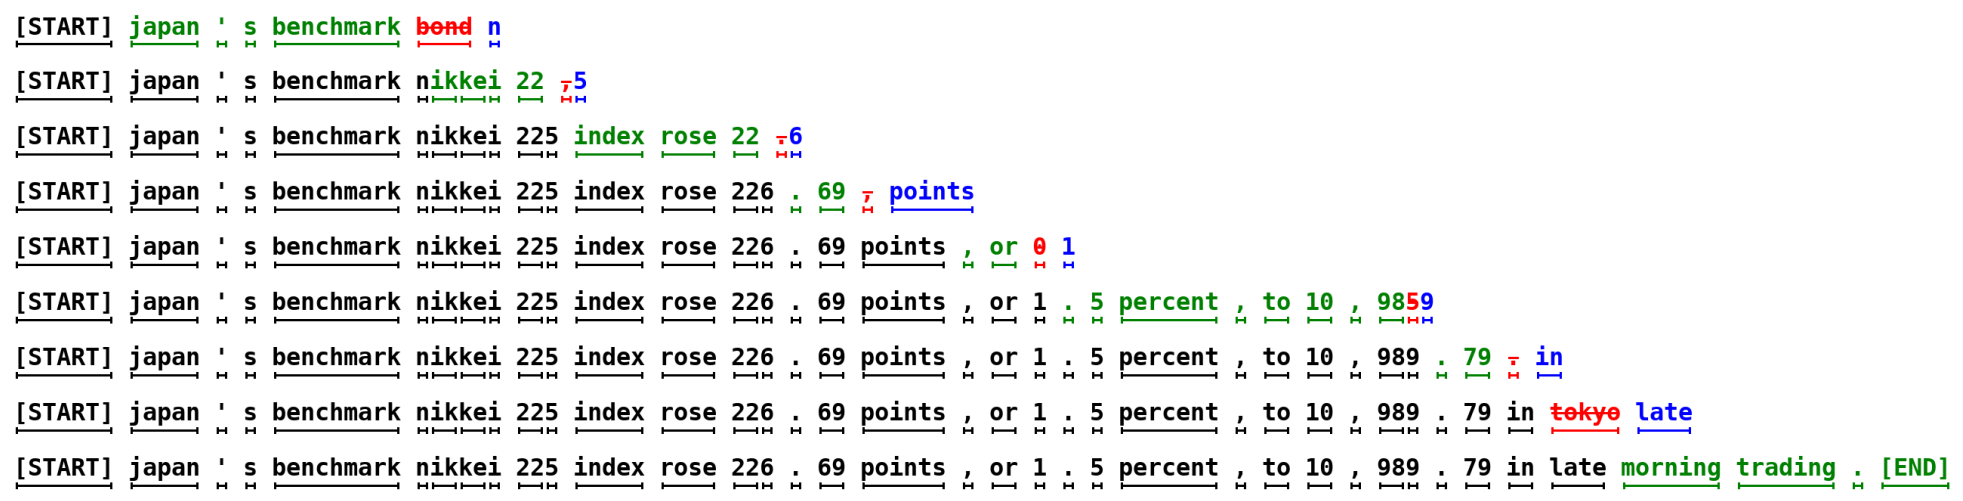 [START] japan ' s benchmark bond n
[START] japan ' s benchmark nikkei 22 ,5
[START] japan ' s benchmark nikkei 225 index rose 22 .6
[START] japan ' s benchmark nikkei 225 index rose 226 . 69 , points
[START] japan ' s benchmark nikkei 225 index rose 226 . 69 points , or 0 1
[START] japan ' s benchmark nikkei 225 index rose 226 . 69 points , or 1 . 5 percent , to 10 , 9859
[START] japan ' s benchmark nikkei 225 index rose 226 . 69 points , or 1 . 5 percent , to 10 , 989 . 79 . in
[START] japan ' s benchmark nikkei 225 index rose 226 . 69 points , or 1 . 5 percent , to 10 , 989 . 79 in tokyo late
[START] japan ' s benchmark nikkei 225 index rose 226 . 69 points , or 1 . 5 percent , to 10 , 989 . 79 in late morning trading . [END]